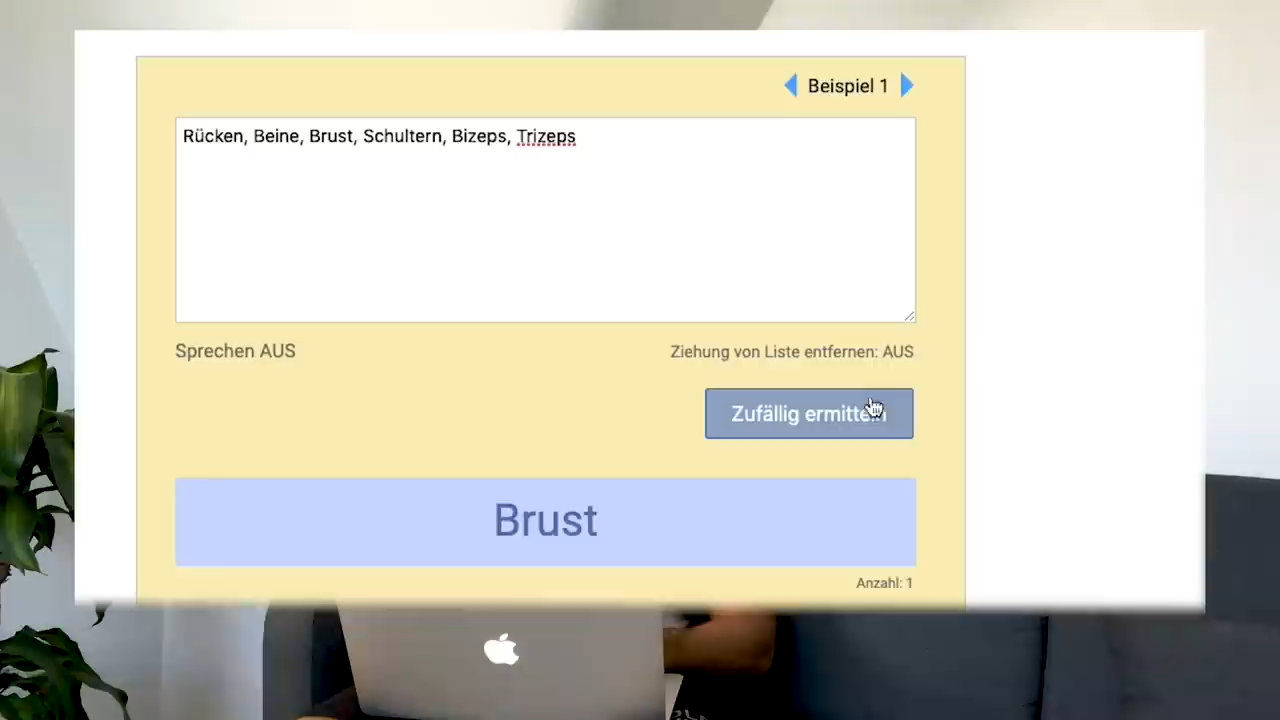 Beispiel 1
Rücken, Beine, Brust, Schultern, Bizeps, Trizeps
Sprechen AUS
Ziehung von Liste entfernen: AUS
Zufällig ermitteln
Brust
Anzahl: 1